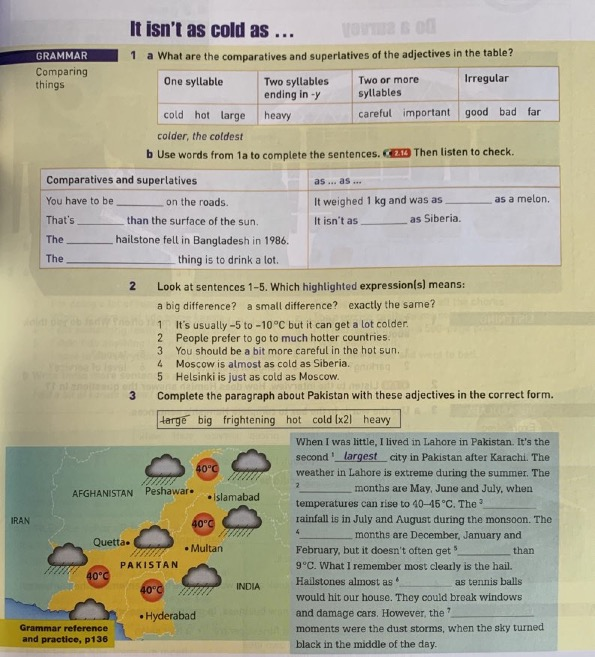 It isn't as cold as ...
GRAMMAR
Comparing
things
1 a What are the comparatives and superlatives of the adjectives in the table?
One syllable Two syllables ending in -y Two or more syllables Irregular
cold hot large heavy careful important good bad far
colder, the coldest
b Use words from 1a to complete the sentences. 2.14 Then listen to check.
Comparatives and superlatives as ... as ...
You have to be ________ on the roads. It weighed 1 kg and was as ________ as a melon.
That's ________ than the surface of the sun. It isn't as ________ as Siberia.
The ________ hailstone fell in Bangladesh in 1986.
The ________ thing is to drink a lot.
2 Look at sentences 1–5. Which highlighted expression(s) means:
a big difference? a small difference? exactly the same?
1 It's usually –5 to –10°C but it can get a lot colder.
2 People prefer to go to much hotter countries.
3 You should be a bit more careful in the hot sun.
4 Moscow is almost as cold as Siberia.
5 Helsinki is just as cold as Moscow.
3 Complete the paragraph about Pakistan with these adjectives in the correct form.
large big frightening hot cold (x2) heavy
40°C
AFGHANISTAN Peshawar
Islamabad
IRAN
40°C
Quetta
Multan
PAKISTAN
40°C
INDIA
40°C
Hyderabad
Grammar reference
and practice, p136
When I was little, I lived in Lahore in Pakistan. It's the
second ¹ largest city in Pakistan after Karachi. The
weather in Lahore is extreme during the summer. The
² ________ months are May, June and July, when
temperatures can rise to 40–45°C. The ³ ________
rainfall is in July and August during the monsoon. The
⁴ ________ months are December, January and
February, but it doesn't often get ⁵ ________ than
9°C. What I remember most clearly is the hail.
Hailstones almost as ⁶ ________ as tennis balls
would hit our house. They could break windows
and damage cars. However, the ⁷ ________
moments were the dust storms, when the sky turned
black in the middle of the day.